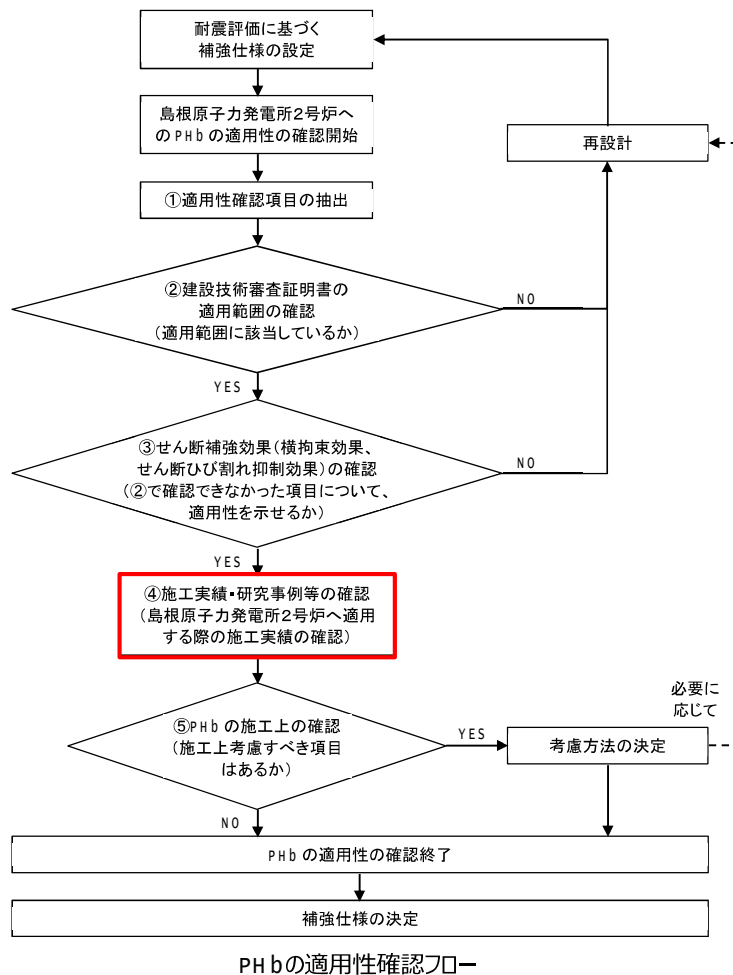 耐震評価に基づく
補強仕様の設定
島根原子力発電所2号炉へ
のPHbの適用性の確認開始
再設計
①適用性確認項目の抽出
②建設技術審査証明書の
適用範囲の確認
(適用範囲に該当しているか)
NO
YES
③せん断補強効果(横拘束効果、
せん断ひび割れ抑制効果)の確認
(②で確認できなかった項目について、
適用性を示せるか)
NO
YES
④施工実績・研究事例等の確認
(島根原子力発電所2号炉へ適用
する際の施工実績の確認)
⑤PHbの施工上の確認
(施工上考慮すべき項目
はあるか)
YES
考慮方法の決定
必要に
応じて
NO
PHbの適用性の確認終了
補強仕様の決定
PHbの適用性確認フロー